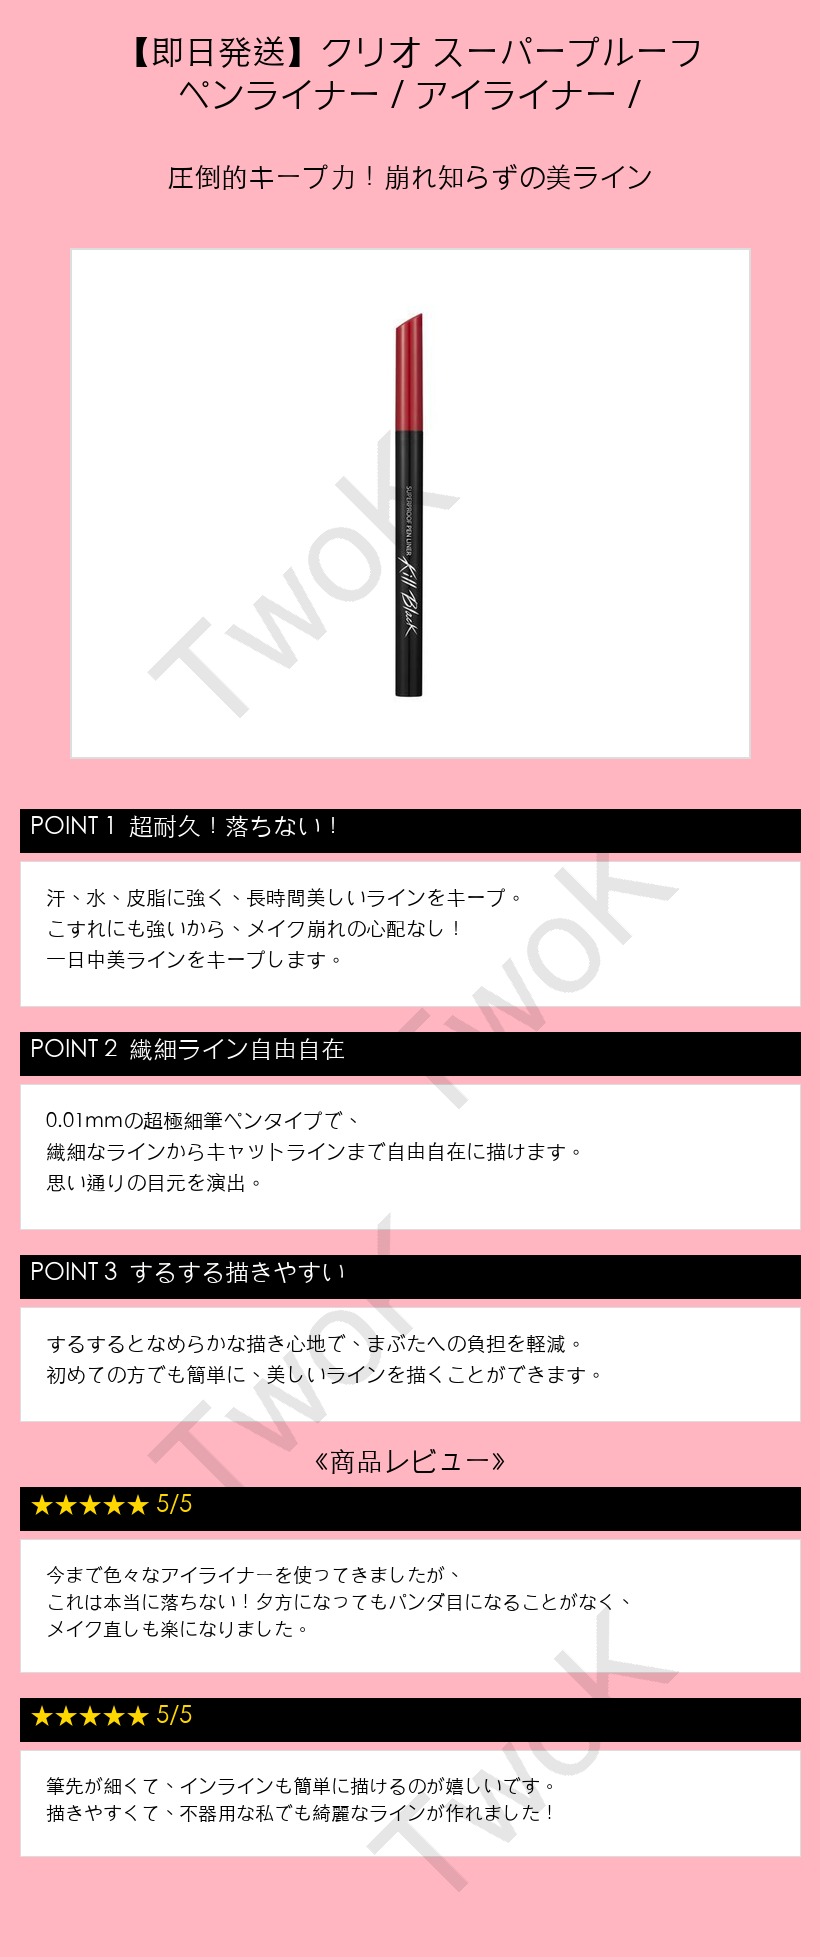 【即日発送】クリオ スーパープルーフ
ペンライナー / アイライナー /
圧倒的キープ力！崩れ知らずの美ライン
SUPERPROOF PEN LINER
Kill Black
TwoK
POINT 1 超耐久！落ちない！
汗、水、皮脂に強く、長時間美しいラインをキープ。
こすれにも強いから、メイク崩れの心配なし！
一日中美ラインをキープします。
TwoK
POINT 2 繊細ライン自由自在
0.01mmの超極細筆ペンタイプで、
繊細なラインからキャットラインまで自由自在に描けます。
思い通りの目元を演出。
POINT 3 するする描きやすい
するするとなめらかな描き心地で、まぶたへの負担を軽減。
初めての方でも簡単に、美しいラインを描くことができます。
TwoK
《商品レビュー》
★★★★★ 5/5
今まで色々なアイライナーを使ってきましたが、
これは本当に落ちない！夕方になってもパンダ目になることがなく、
メイク直しも楽になりました。
★★★★★ 5/5
筆先が細くて、インラインも簡単に描けるのが嬉しいです。
描きやすくて、不器用な私でも綺麗なラインが作れました！
TwoK